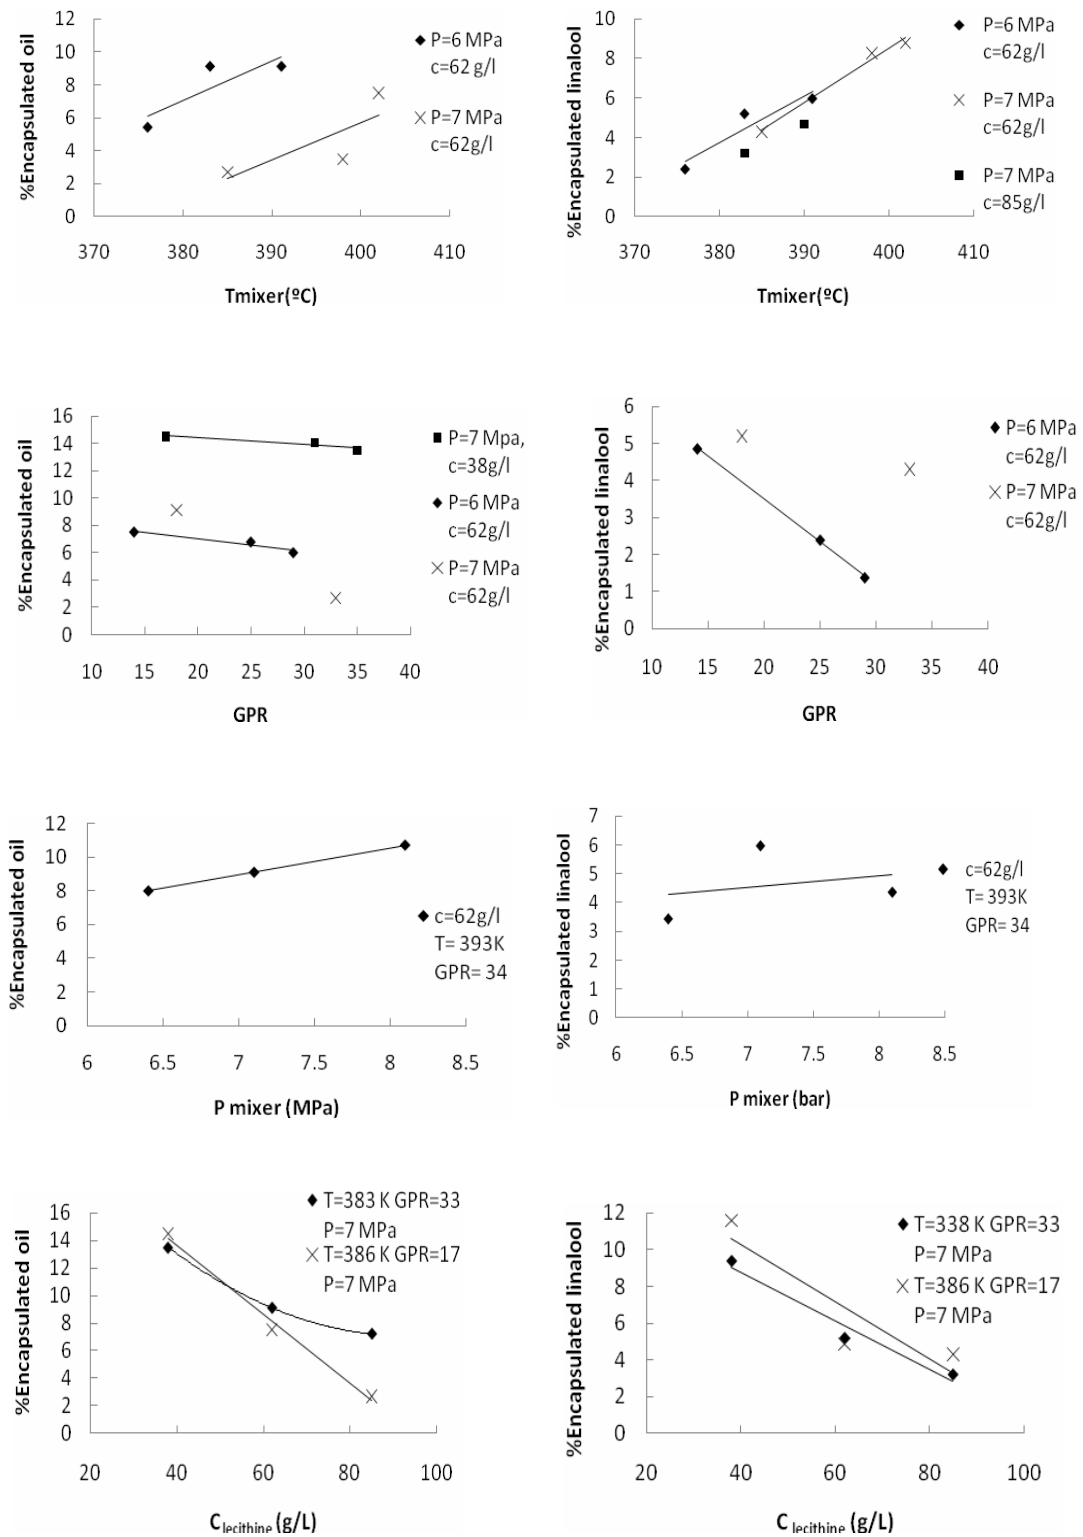 12
10
8
6
4
2
0
370
380
390
400
410
%Encapsulated oil
Tmixer(ºC)
P=6 MPa
c=62 g/l
P=7 MPa
c=62g/l
10
8
6
4
2
0
370
380
390
400
410
%Encapsulated linalool
Tmixer(ºC)
P=6 MPa
c=62g/l
P=7 MPa
c=62g/l
P=7 MPa
c=85g/l
16
14
12
10
8
6
4
2
0
10
15
20
25
30
35
40
%Encapsulated oil
GPR
P=7 Mpa,
c=38g/l
P=6 MPa
c=62g/l
P=7 MPa
c=62g/l
6
5
4
3
2
1
0
10
15
20
25
30
35
40
%Encapsulated linalool
GPR
P=6 MPa
c=62g/l
P=7 MPa
c=62g/l
12
10
8
6
4
2
0
6
6.5
7
7.5
8
8.5
%Encapsulated oil
P mixer (MPa)
c=62g/l
T= 393K
GPR= 34
7
6
5
4
3
2
1
0
6
6.5
7
7.5
8
8.5
%Encapsulated linalool
P mixer (bar)
c=62g/l
T= 393K
GPR= 34
16
14
12
10
8
6
4
2
0
20
40
60
80
100
%Encapsulated oil
C lecithine (g/L)
T=383 K GPR=33
P=7 MPa
T=386 K GPR=17
P=7 MPa
12
10
8
6
4
2
0
20
40
60
80
100
%Encapsulated linalool
C lecithine (g/L)
T=338 K GPR=33
P=7 MPa
T=386 K GPR=17
P=7 MPa